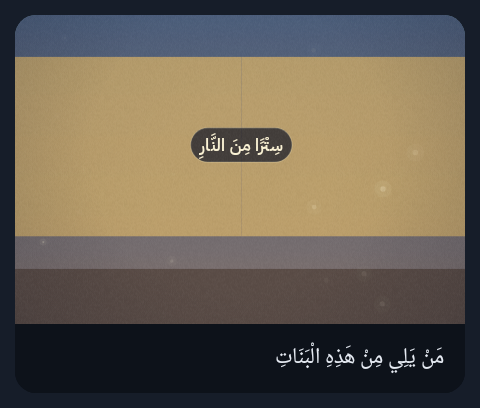 سِتْرًا مِنَ النَّارِ
مَنْ يَلِي مِنْ هَذِهِ الْبَنَاتِ